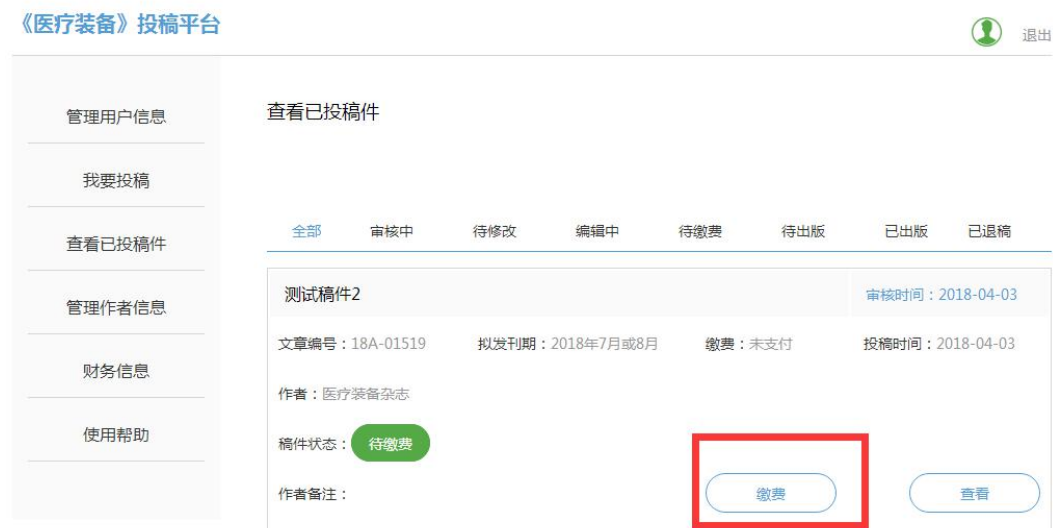 《医疗装备》投稿平台
退出
管理用户信息
我要投稿
查看已投稿件
管理作者信息
财务信息
使用帮助
查看已投稿件
全部 审核中 待修改 编辑中 待缴费 待出版 已出版 已退稿
测试稿件2 审核时间：2018-04-03
文章编号：18A-01519 拟发刊期：2018年7月或8月 缴费：未支付 投稿时间：2018-04-03
作者：医疗装备杂志
稿件状态： 待缴费
作者备注：
缴费 查看